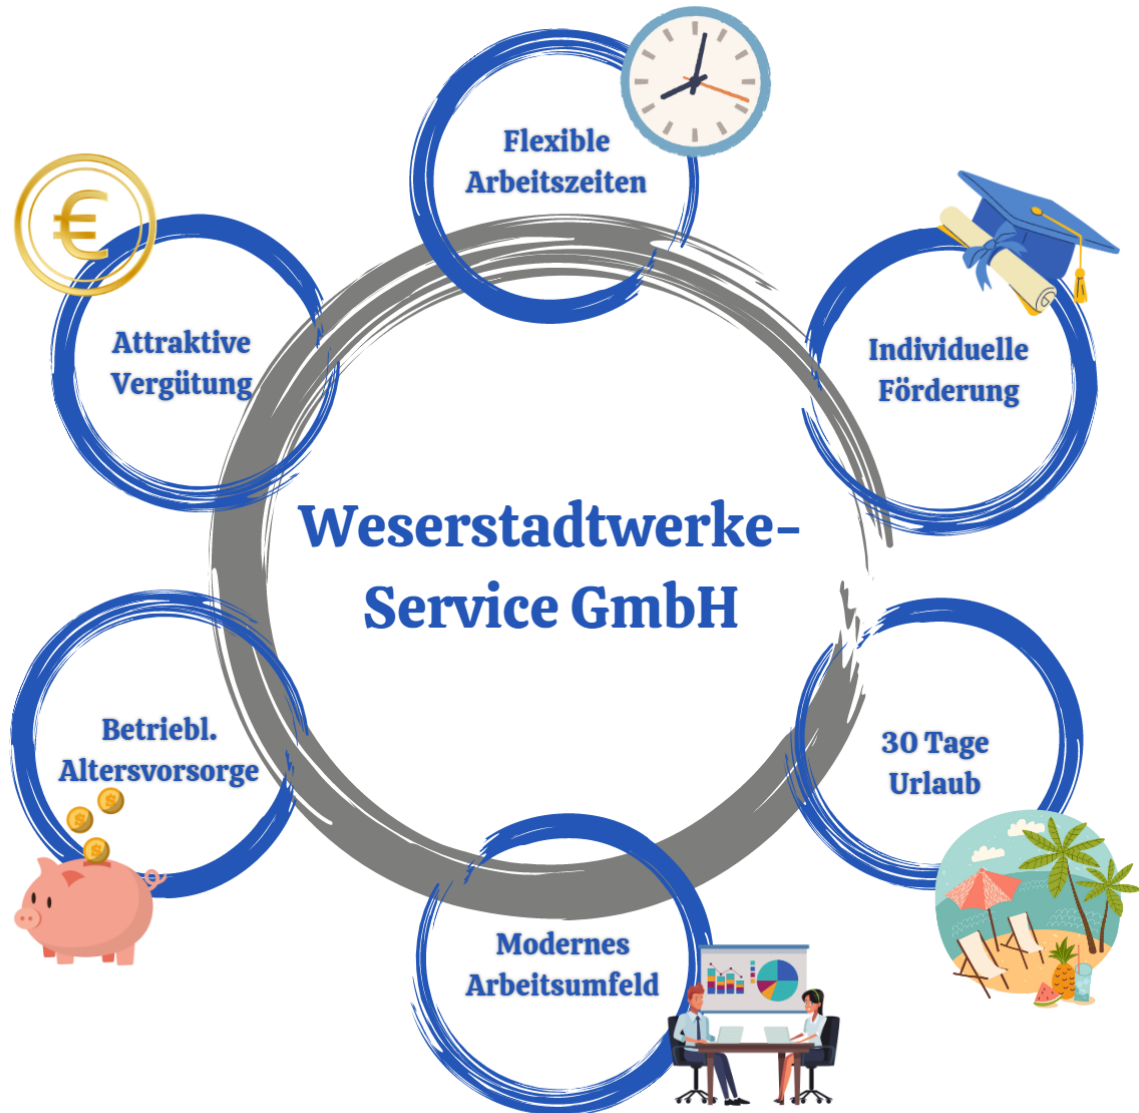 Flexible
Arbeitszeiten
Individuelle
Förderung
30 Tage
Urlaub
Modernes
Arbeitsumfeld
Betriebl.
Altersvorsorge
Attraktive
Vergütung
Weserstadtwerke-
Service GmbH
€
$
$
$